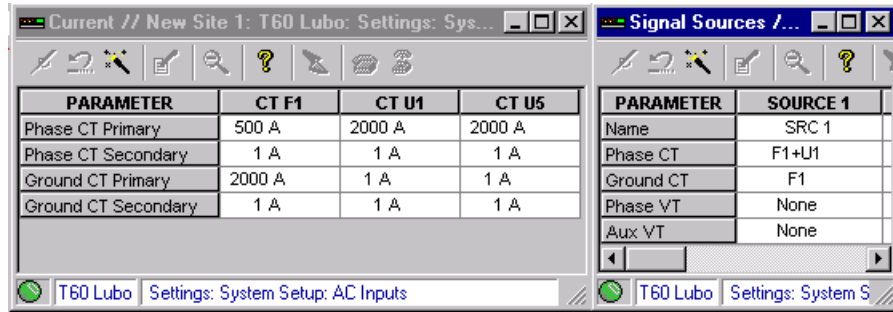 Current // New Site 1: T60 Lubo: Settings: Sys...
PARAMETER CT F1 CT U1 CT U5
Phase CT Primary 500 A 2000 A 2000 A
Phase CT Secondary 1 A 1 A 1 A
Ground CT Primary 2000 A 1 A 1 A
Ground CT Secondary 1 A 1 A 1 A
T60 Lubo Settings: System Setup: AC Inputs
Signal Sources /...
PARAMETER SOURCE 1
Name SRC 1
Phase CT F1+U1
Ground CT F1
Phase VT None
Aux VT None
T60 Lubo Settings: System S